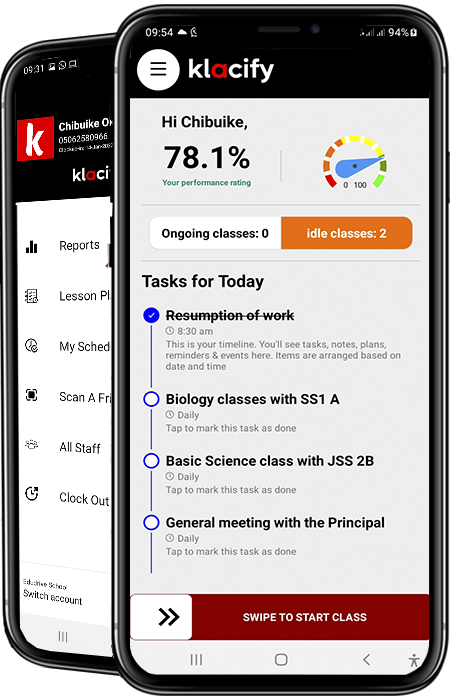 09:31
Chibuike
05062580966
klacif
Reports
Lesson Pl
My Sched
Scan A Fri
All Staff
Clock Out
Edudrive School
Switch account
09:54
94%
klacify
Hi Chibuike,
78.1%
Your performance rating
0 100
Ongoing classes: 0
idle classes: 2
Tasks for Today
Resumption of work
8:30 am
This is your timeline. You'll see tasks, notes, plans,
reminders & events here. Items are arranged based on
date and time
Biology classes with SS1 A
Daily
Tap to mark this task as done
Basic Science class with JSS 2B
Daily
Tap to mark this task as done
General meeting with the Principal
Daily
Tap to mark this task as done
SWIPE TO START CLASS